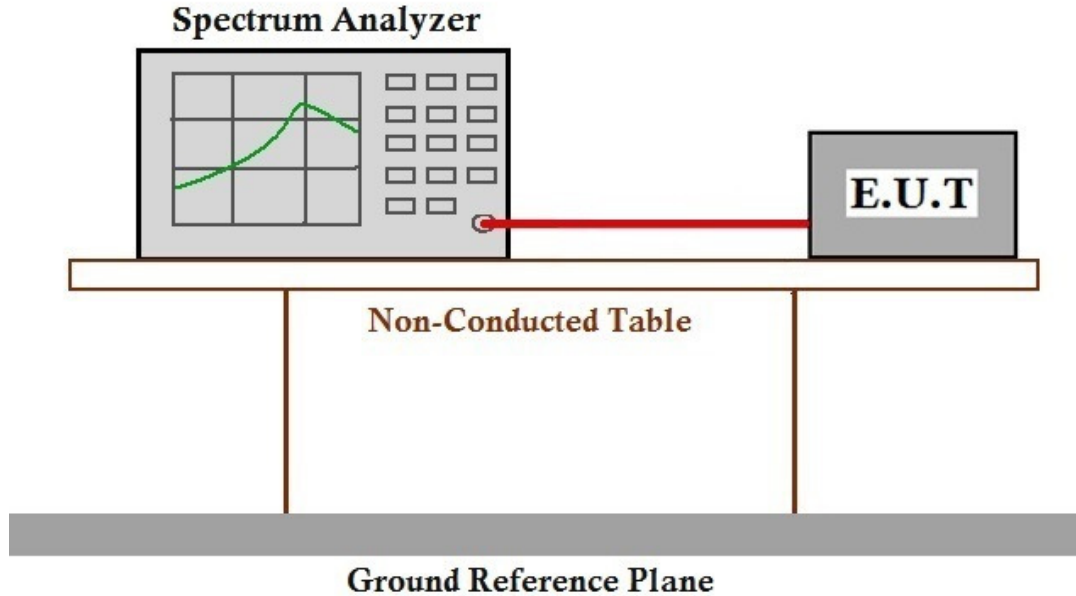 Spectrum Analyzer
E.U.T
Non-Conducted Table
Ground Reference Plane